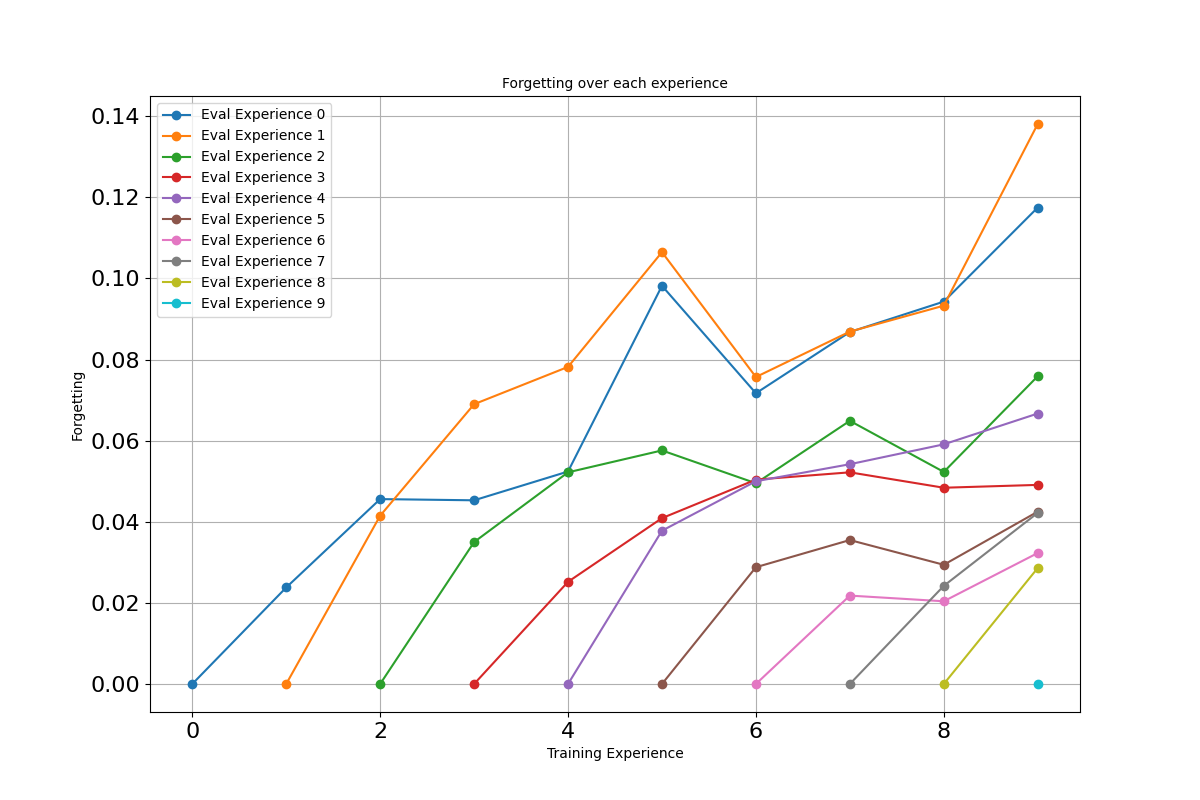 Forgetting over each experience
0.14
0.12
0.10
0.08
0.06
0.04
0.02
0.00
Forgetting
Eval Experience 0
Eval Experience 1
Eval Experience 2
Eval Experience 3
Eval Experience 4
Eval Experience 5
Eval Experience 6
Eval Experience 7
Eval Experience 8
Eval Experience 9
0 2 4 6 8
Training Experience